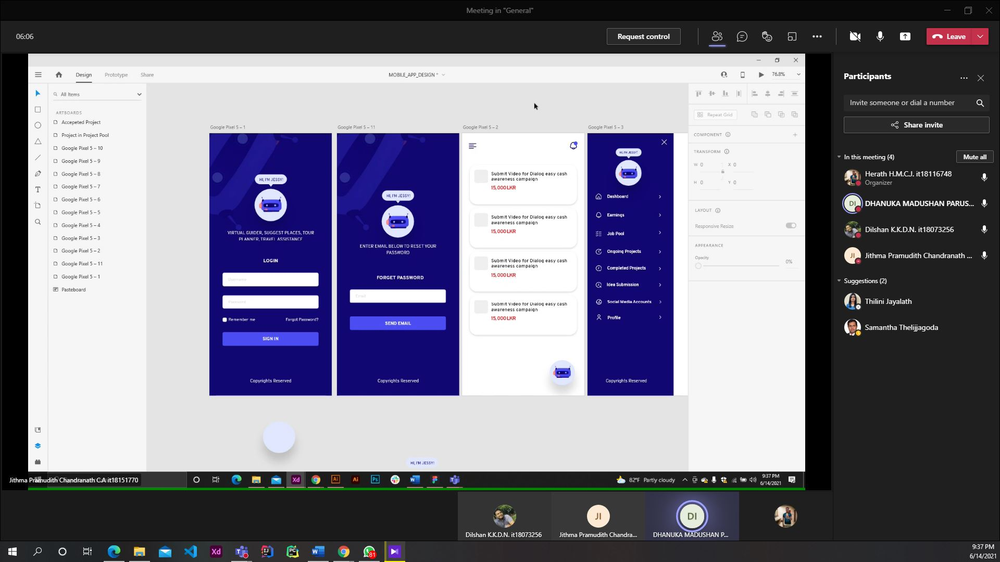 Meeting in "General"
06:06
Request control
Leave
Design
Prototype
Share
MOBILE_APP_DESIGN *
76.8%
All Items
ARTBOARDS
Accepeted Project
Project in Project Pool
Google Pixel 5 – 10
Google Pixel 5 – 9
Google Pixel 5 – 8
Google Pixel 5 – 7
Google Pixel 5 – 6
Google Pixel 5 – 5
Google Pixel 5 – 4
Google Pixel 5 – 3
Google Pixel 5 – 2
Google Pixel 5 – 11
Google Pixel 5 – 1
Pasteboard
Google Pixel 5 – 1
HI, I'M JESSY!
VIRTUAL GUIDER, SUGGEST PLACES, TOUR
PLANNER, TRAVEL ASSISTANCE
LOGIN
Username
Password
Remember me
Forgot Password?
SIGN IN
Copyrights Reserved
Google Pixel 5 – 11
HI, I'M JESSY!
ENTER EMAIL BELOW TO RESET YOUR
PASSWORD
FORGET PASSWORD
Email
SEND EMAIL
Copyrights Reserved
Google Pixel 5 – 2
Submit Video for Dialog easy cash
awareness campaign
15,000 LKR
Submit Video for Dialog easy cash
awareness campaign
15,000 LKR
Submit Video for Dialog easy cash
awareness campaign
15,000 LKR
Submit Video for Dialog easy cash
awareness campaign
15,000 LKR
Google Pixel 5 – 3
HI, I'M JESSY!
Dashboard
Earnings
Job Pool
Ongoing Projects
Completed Projects
Idea Submission
Social Media Accounts
Profile
Copyrights Reserved
HI, I'M JESSY!
Repeat Grid
COMPONENT
TRANSFORM
W 0
X 0
H 0
Y 0
LAYOUT
Responsive Resize
APPEARANCE
Opacity
0%
Jithma Pramudith Chandranath C.A it18151770
Xd
Ai
Ai
Ps
82°F Partly cloudy
9:37 PM
6/14/2021
Participants
Invite someone or dial a number
Share invite
In this meeting (4)
Mute all
Herath H.M.C.J. it18116748
Organizer
DI
DHANUKA MADUSHAN PARUS...
Dilshan K.K.D.N. it18073256
JI
Jithma Pramudith Chandranath ...
Suggestions (2)
Thilini Jayalath
Samantha Thelijjagoda
Dilshan K.K.D.N. it18073256
JI
Jithma Pramudith Chandra...
DI
DHANUKA MADUSHAN P...
Xd
IJ
PC
81
9:37 PM
6/14/2021